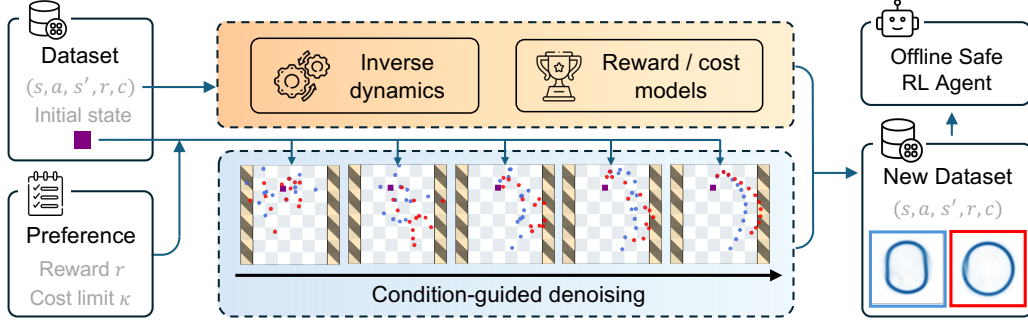 Dataset
(s, a, s′, r, c)
Initial state
Preference
Reward r
Cost limit κ
Inverse
dynamics
Reward / cost
models
Condition-guided denoising
Offline Safe
RL Agent
New Dataset
(s, a, s′, r, c)